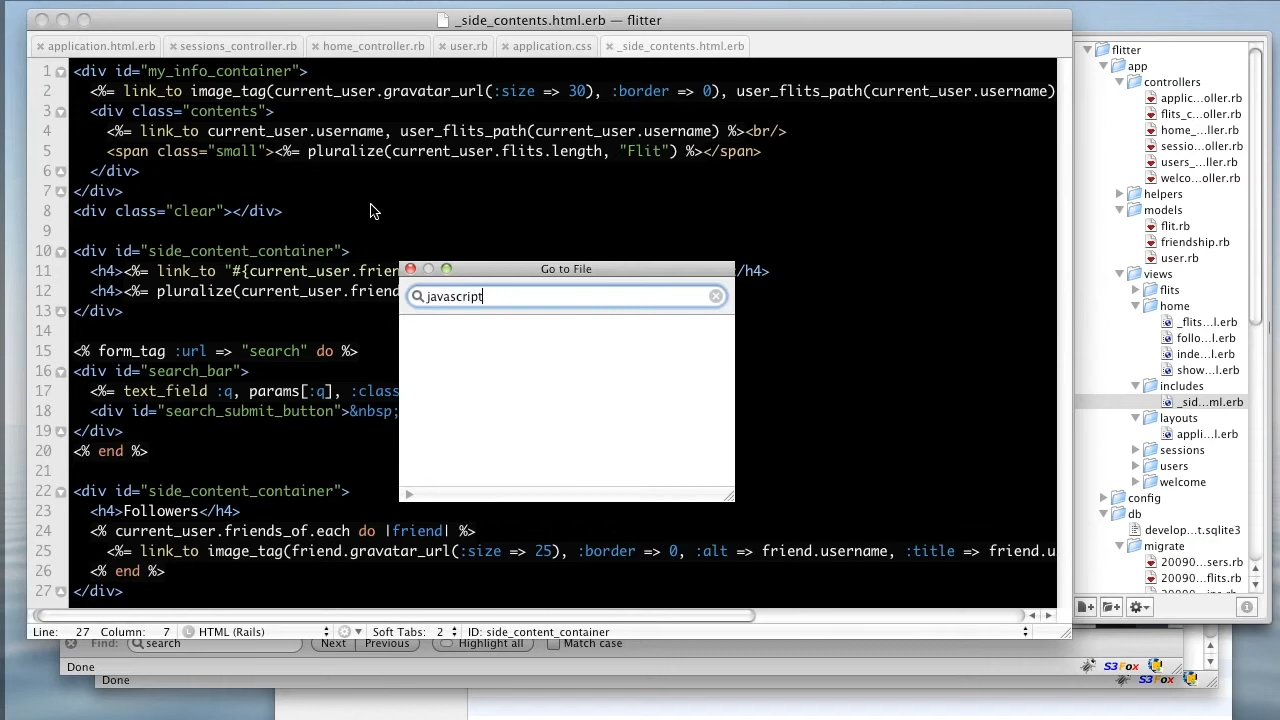 _side_contents.html.erb — flitter
application.html.erb
sessions_controller.rb
home_controller.rb
user.rb
application.css
_side_contents.html.erb
1 <div id="my_info_container">
2 <%= link_to image_tag(current_user.gravatar_url(:size => 30), :border => 0), user_flits_path(current_user.username)
3 <div class="contents">
4 <%= link_to current_user.username, user_flits_path(current_user.username) %><br/>
5 <span class="small"><%= pluralize(current_user.flits.length, "Flit") %></span>
6 </div>
7 </div>
8 <div class="clear"></div>
9
10 <div id="side_content_container">
11 <h4><%= link_to "#{current_user.frien /h4>
12 <h4><%= pluralize(current_user.friend
13 </div>
14
15 <% form_tag :url => "search" do %>
16 <div id="search_bar">
17 <%= text_field :q, params[:q], :class
18 <div id="search_submit_button">&nbsp;
19 </div>
20 <% end %>
21
22 <div id="side_content_container">
23 <h4>Followers</h4>
24 <% current_user.friends_of.each do |friend| %>
25 <%= link_to image_tag(friend.gravatar_url(:size => 25), :border => 0, :alt => friend.username, :title => friend.u
26 <% end %>
27 </div>
Go to File
javascript
Line: 27 Column: 7 HTML (Rails) Soft Tabs: 2 ID: side_content_container
Find: search Next Previous Highlight all Match case
Done S3Fox
Done S3Fox
flitter
app
controllers
applic...oller.rb
flits_c...oller.rb
home_...ller.rb
sessio...oller.rb
users_...ller.rb
welco...oller.rb
helpers
models
flit.rb
friendship.rb
user.rb
views
flits
home
_flits...l.erb
follo...l.erb
inde...l.erb
show...l.erb
includes
_sid...ml.erb
layouts
appli...l.erb
sessions
users
welcome
config
db
develop...t.sqlite3
migrate
20090...sers.rb
20090...flits.rb